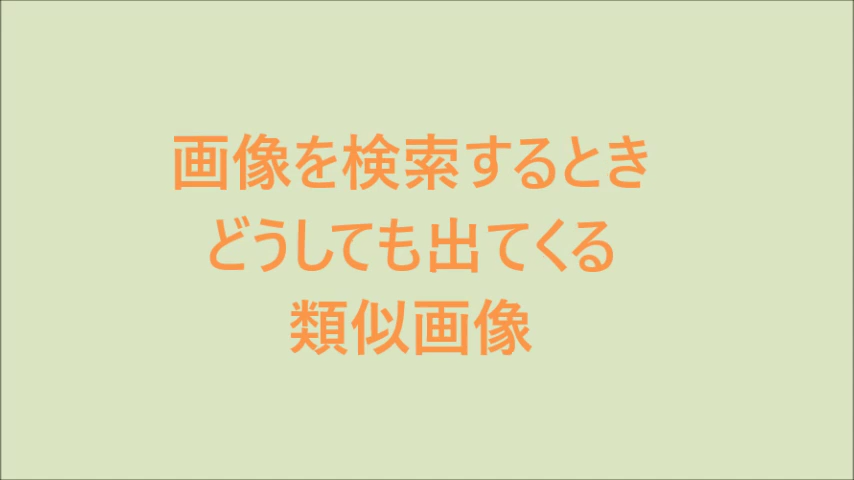 画像を検索するとき
どうしても出てくる
類似画像